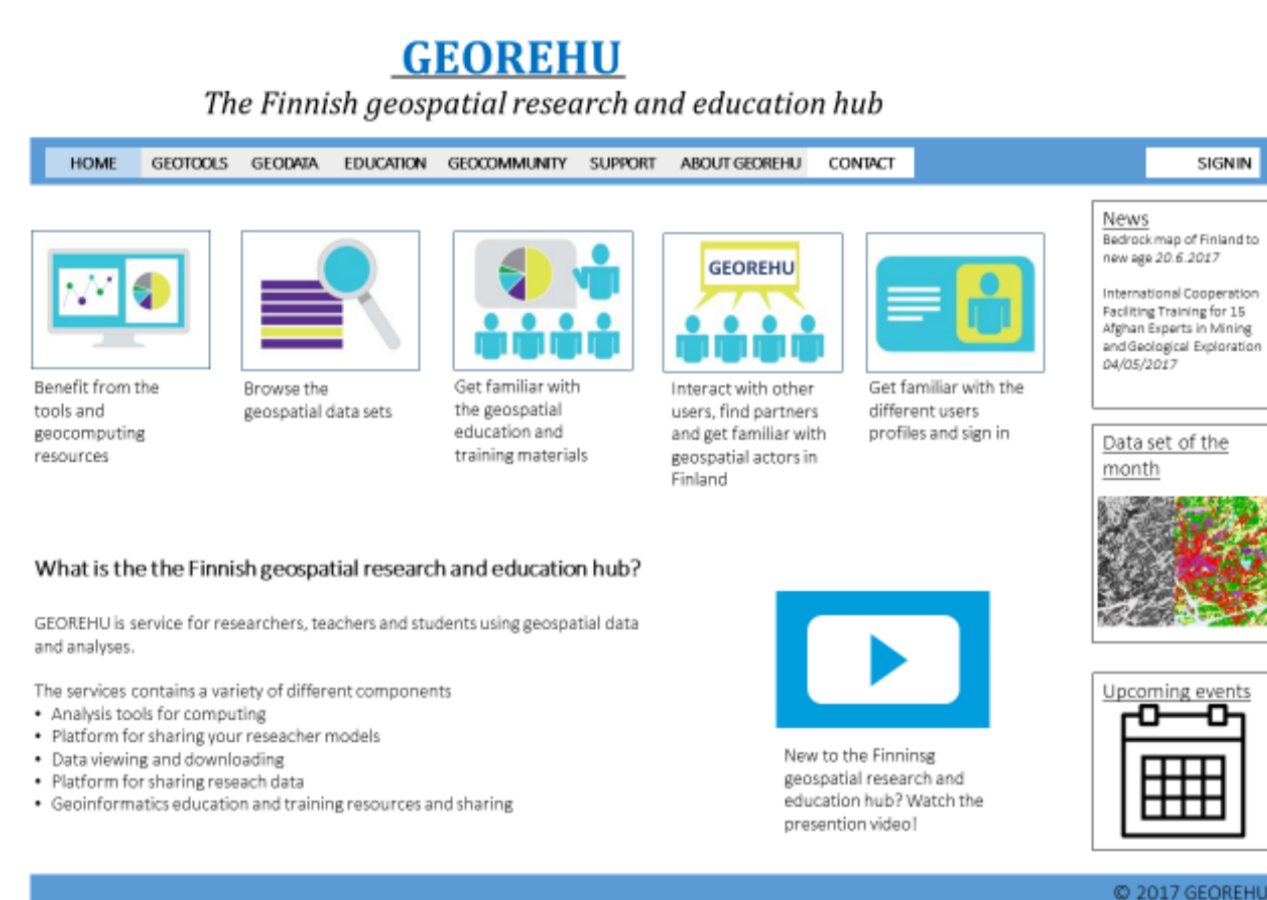 GEOREHU
The Finnish geospatial research and education hub
HOME GEOTOOLS GEODATA EDUCATION GEOCOMMUNITY SUPPORT ABOUT GEOREHU CONTACT SIGN IN
Benefit from the
tools and
geocomputing
resources
Browse the
geospatial data sets
Get familiar with
the geospatial
education and
training materials
GEOREHU
Interact with other
users, find partners
and get familiar with
geospatial actors in
Finland
Get familiar with the
different users
profiles and sign in
News
Bedrock map of Finland to
new age 20.6.2017
International Cooperation
Faciliting Training for 15
Afghan Experts in Mining
and Geological Exploration
04/05/2017
Data set of the
month
Upcoming events
What is the the Finnish geospatial research and education hub?
GEOREHU is service for researchers, teachers and students using geospatial data
and analyses.
The services contains a variety of different components
• Analysis tools for computing
• Platform for sharing your reseacher models
• Data viewing and downloading
• Platform for sharing reseach data
• Geoinformatics education and training resources and sharing
New to the Finninsg
geospatial research and
education hub? Watch the
presention video!
© 2017 GEOREHU